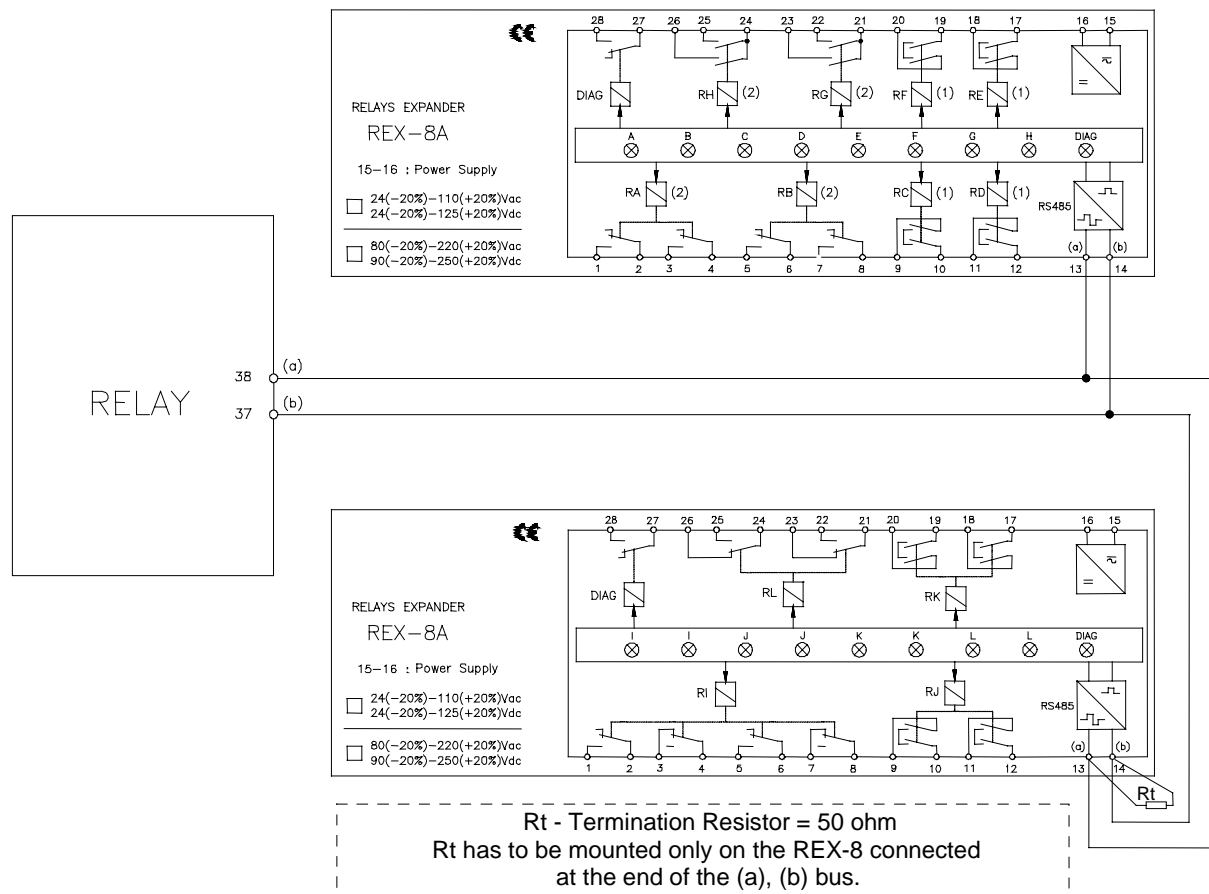 28 27 26 25 24 23 22 21 20 19 18 17 16 15
CE
DIAG RH (2) RG (2) RF (1) RE (1)
RELAYS EXPANDER
REX-8A
A B C D E F G H DIAG
15-16 : Power Supply
RA (2) RB (2) RC (1) RD (1)
24(-20%)-110(+20%)Vac
24(-20%)-125(+20%)Vdc
RS485
80(-20%)-220(+20%)Vac
90(-20%)-250(+20%)Vdc
(a) (b)
1 2 3 4 5 6 7 8 9 10 11 12 13 14
38 (a)
RELAY
37 (b)
28 27 26 25 24 23 22 21 20 19 18 17 16 15
CE
DIAG RL RK
RELAYS EXPANDER
REX-8A
I I J J K K L L DIAG
15-16 : Power Supply
RI RJ
24(-20%)-110(+20%)Vac
24(-20%)-125(+20%)Vdc
RS485
80(-20%)-220(+20%)Vac
90(-20%)-250(+20%)Vdc
(a) (b)
1 2 3 4 5 6 7 8 9 10 11 12 13 14
Rt
Rt - Termination Resistor = 50 ohm
Rt has to be mounted only on the REX-8 connected
at the end of the (a), (b) bus.